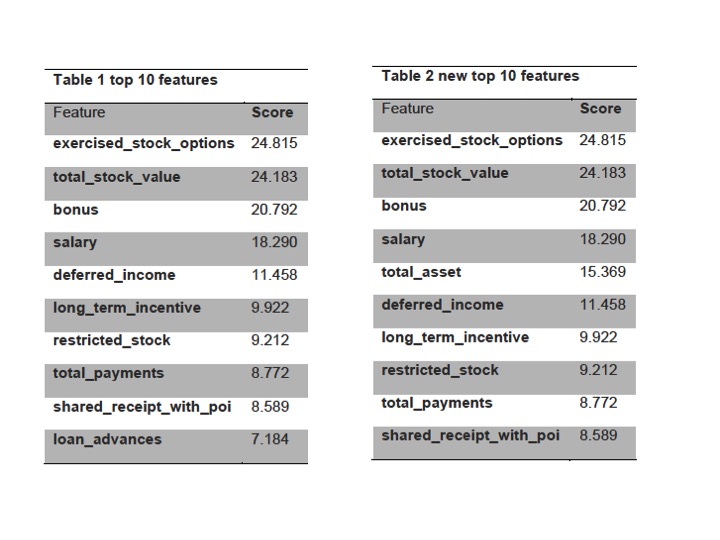 Table 1 top 10 features
Feature Score
exercised_stock_options 24.815
total_stock_value 24.183
bonus 20.792
salary 18.290
deferred_income 11.458
long_term_incentive 9.922
restricted_stock 9.212
total_payments 8.772
shared_receipt_with_poi 8.589
loan_advances 7.184
Table 2 new top 10 features
Feature Score
exercised_stock_options 24.815
total_stock_value 24.183
bonus 20.792
salary 18.290
total_asset 15.369
deferred_income 11.458
long_term_incentive 9.922
restricted_stock 9.212
total_payments 8.772
shared_receipt_with_poi 8.589